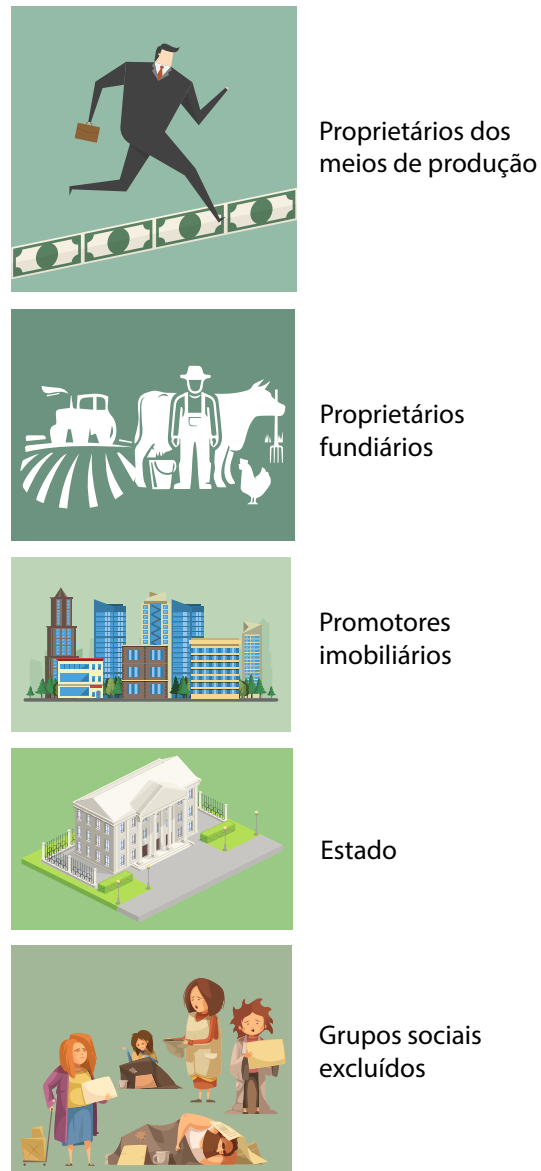 Proprietários dos
meios de produção
Proprietários
fundiários
Promotores
imobiliários
Estado
Grupos sociais
excluídos